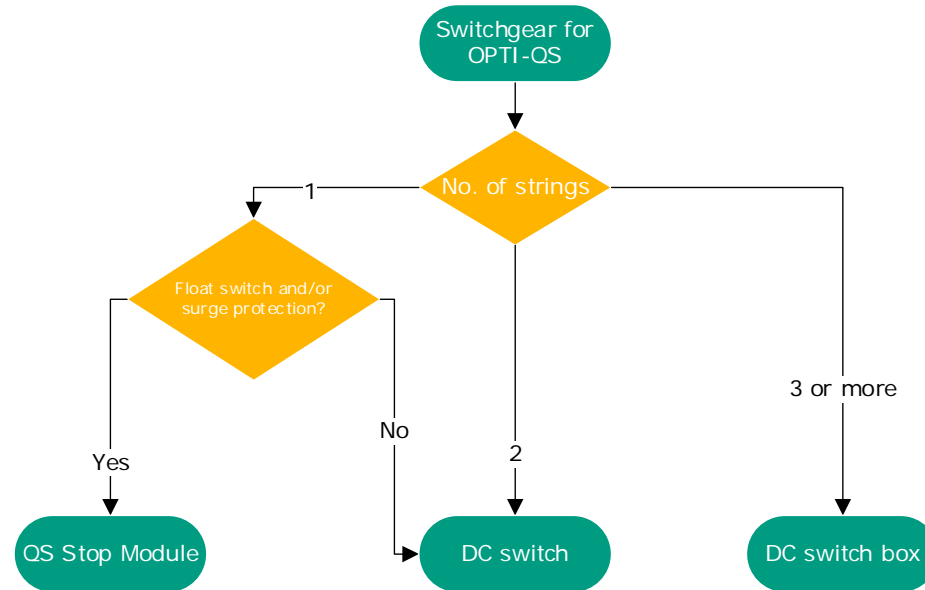 Switchgear for
OPTI-QS
No. of strings
1
Float switch and/or
surge protection?
3 or more
No
2
Yes
QS Stop Module
DC switch
DC switch box